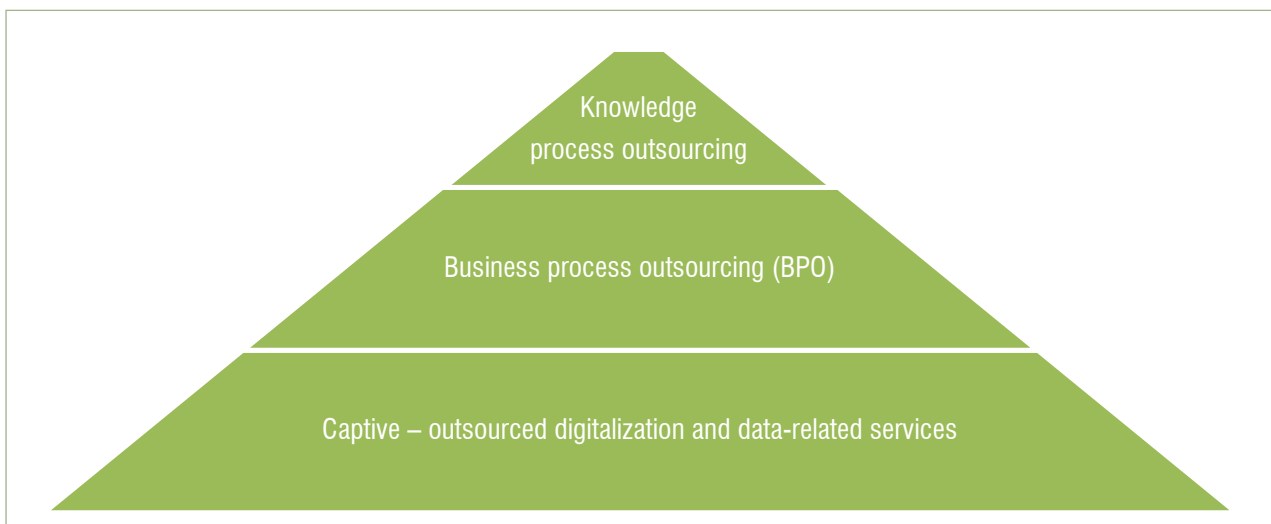 Knowledge
process outsourcing
Business process outsourcing (BPO)
Captive – outsourced digitalization and data-related services